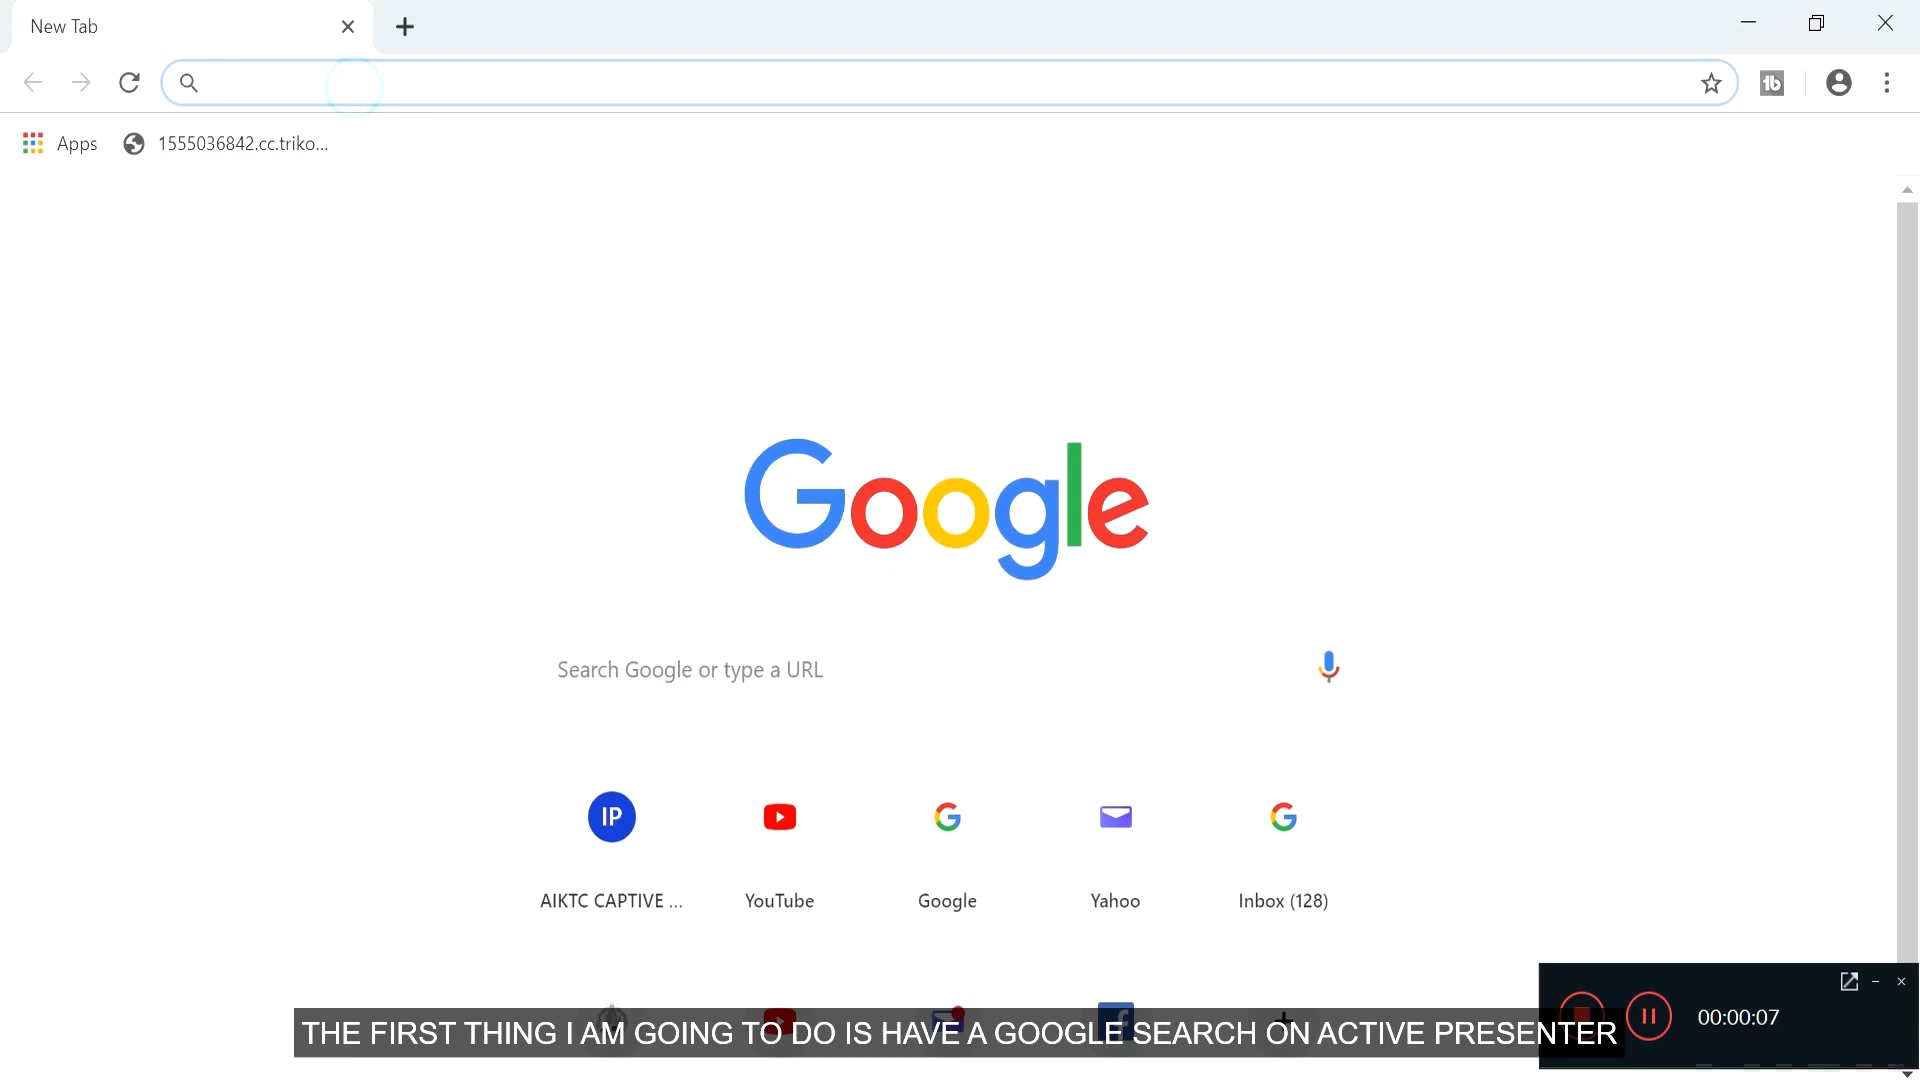 New Tab
1555036842.cc.triko...
Apps
Google
Search Google or type a URL
IP
AIKTC CAPTIVE ...
YouTube
Google
Yahoo
Inbox (128)
THE FIRST THING I AM GOING TO DO IS HAVE A GOOGLE SEARCH ON ACTIVE PRESENTER
00:00:07